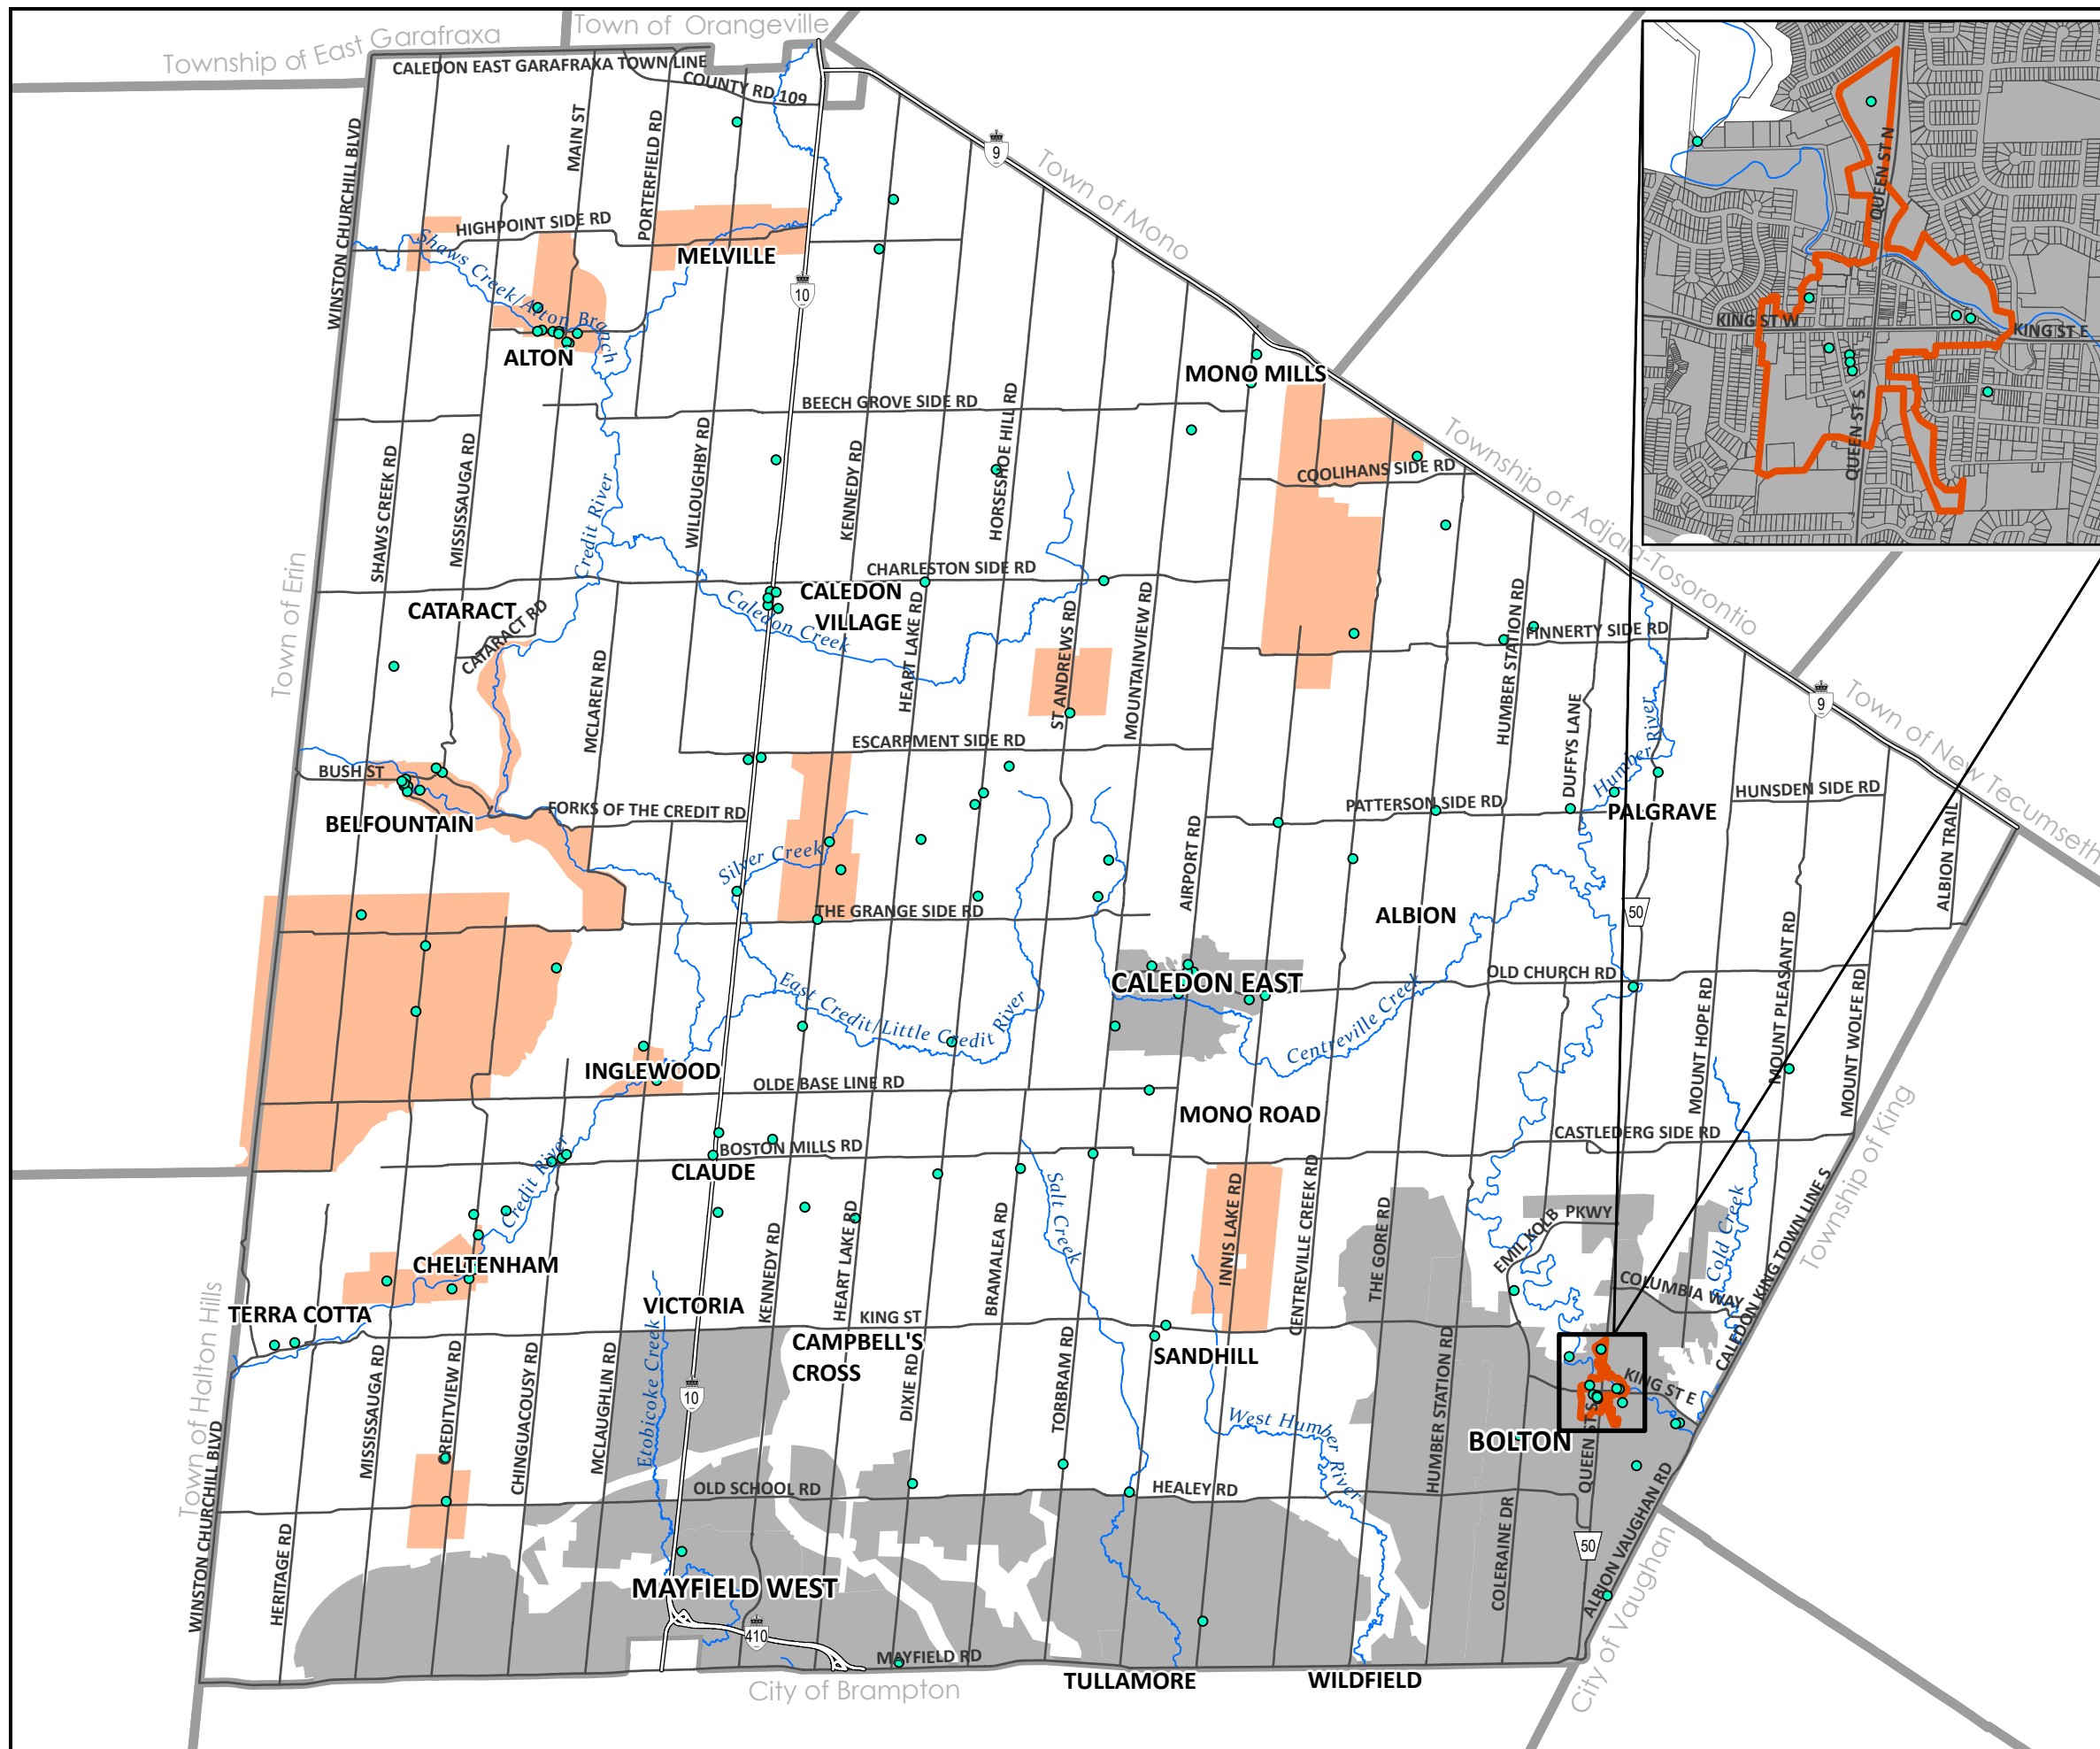 Township of East Garafraxa
Town of Orangeville
CALEDON EAST GARAFRAXA TOWN LINE
COUNTY RD 109
WINSTON CHURCHILL BLVD
MAIN ST
PORTERFIELD RD
9
Town of Mono
QUEEN ST N
KING ST W
KING ST E
QUEEN ST S
HIGHPOINT SIDE RD
MELVILLE
Shaws Creek/Alton Branch
10
ALTON
MONO MILLS
BEECH GROVE SIDE RD
HORSESHOE HILL RD
SHAWS CREEK RD
MISSISSAUGA RD
WILLOUGHBY RD
KENNEDY RD
COOLIHANS SIDE RD
Township of Adjala-Tosorontio
Credit River
CHARLESTON SIDE RD
Town of Erin
CATARACT
CATARACT RD
CALEDON
VILLAGE
Caledon Creek
HEART LAKE RD
ST ANDREWS RD
MOUNTAINVIEW RD
HUMBER STATION RD
FINNERTY SIDE RD
MCLAREN RD
DUFFYS LANE
Humber River
9
Town of New Tecumseth
ESCARPMENT SIDE RD
BUSH ST
FORKS OF THE CREDIT RD
BELFOUNTAIN
PATTERSON SIDE RD
PALGRAVE
HUNSDEN SIDE RD
ALBION TRAIL
Silver Creek
AIRPORT RD
THE GRANGE SIDE RD
ALBION
50
MOUNT PLEASANT RD
CALEDON EAST
OLD CHURCH RD
East Credit/Little Credit River
Centreville Creek
MOUNT HOPE RD
MOUNT WOLFE RD
INGLEWOOD
OLDE BASE LINE RD
MONO ROAD
Township of King
BOSTON MILLS RD
CLAUDE
CASTLEDERG SIDE RD
Credit River
Salt Creek
INNIS LAKE RD
CENTREVILLE CREEK RD
THE GORE RD
EMIL KOLB
PKWY
Cold Creek
COLUMBIA WAY
CALEDON KING TOWN LINE S
CHELTENHAM
TERRA COTTA
Town of Halton Hills
VICTORIA
KENNEDY RD
HEART LAKE RD
BRAMALEA RD
KING ST
CAMPBELL'S
CROSS
SANDHILL
Etobicoke Creek
10
MISSISSAUGA RD
CREDITVIEW RD
CHINGUACOUSY RD
MCLAUGHLIN RD
DIXIE RD
TORBRAM RD
HUMBER STATION RD
KING ST E
West Humber River
BOLTON
QUEEN ST S
WINSTON CHURCHILL BLVD
OLD SCHOOL RD
HEALEY RD
HERITAGE RD
COLERAINE DR
50
ALBION VAUGHAN RD
City of Vaughan
MAYFIELD WEST
410
MAYFIELD RD
City of Brampton
TULLAMORE
WILDFIELD